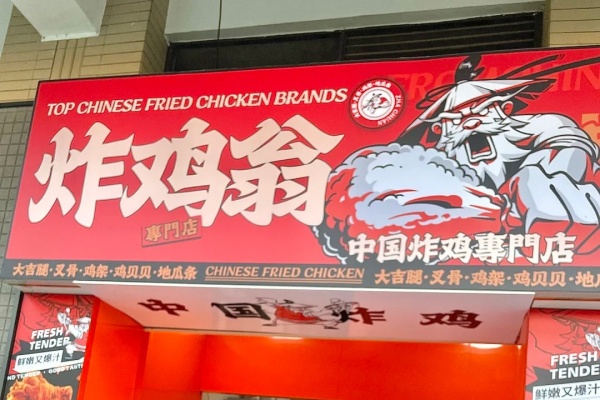 TOP CHINESE FRIED CHICKEN BRANDS
炸鸡翁
專門店
中国炸鸡專門店
大吉腿·叉骨·鸡架·鸡贝贝·地瓜条 CHINESE FRIED CHICKEN 大吉腿·叉骨·鸡架·鸡贝贝·地瓜
中国炸鸡
FRESH
TENDER
鲜嫩又爆汁
FRESH
TENDER
鲜嫩又爆汁